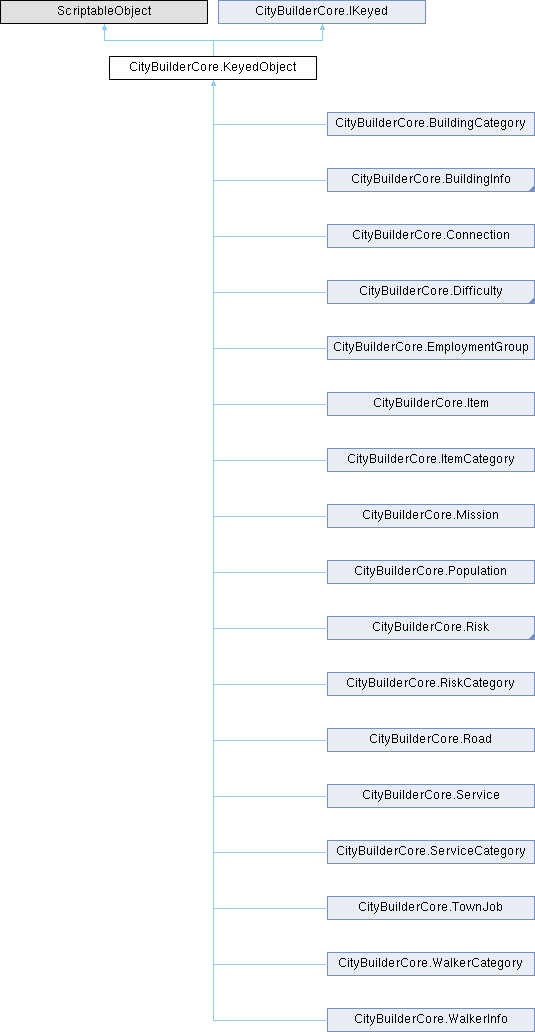 ScriptableObject
CityBuilderCore.IKeyed
CityBuilderCore.KeyedObject
CityBuilderCore.BuildingCategory
CityBuilderCore.BuildingInfo
CityBuilderCore.Connection
CityBuilderCore.Difficulty
CityBuilderCore.EmploymentGroup
CityBuilderCore.Item
CityBuilderCore.ItemCategory
CityBuilderCore.Mission
CityBuilderCore.Population
CityBuilderCore.Risk
CityBuilderCore.RiskCategory
CityBuilderCore.Road
CityBuilderCore.Service
CityBuilderCore.ServiceCategory
CityBuilderCore.TownJob
CityBuilderCore.WalkerCategory
CityBuilderCore.WalkerInfo